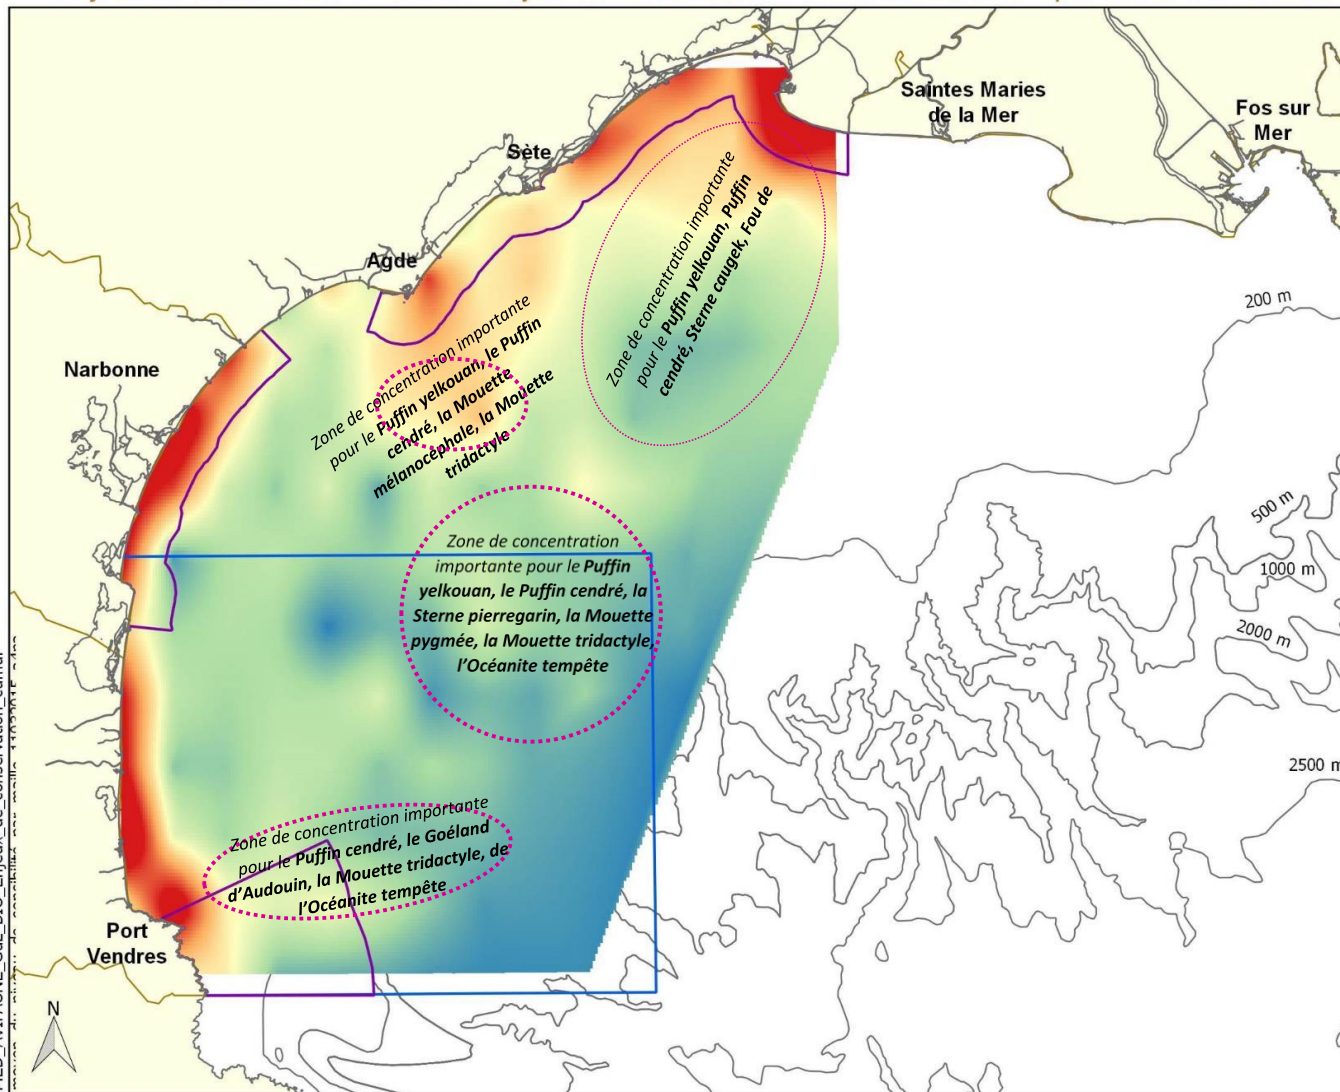 Saintes Maries
de la Mer
Fos sur
Mer
Sète
Agde
Narbonne
Port
Vendres
Zone de concentration importante
pour le Puffin yelkouan, Puffin
cendré, Sterne caugek, Fou de
Zone de concentration importante
pour le Puffin yelkouan, le Puffin
cendré, la Mouette
mélanocéphale, la Mouette
tridactyle
Zone de concentration
importante pour le Puffin
yelkouan, le Puffin cendré, la
Sterne pierregarin, la Mouette
pygmée, la Mouette tridactyle,
l'Océanite tempête
Zone de concentration importante
pour le Puffin cendré, le Goéland
d'Audouin, la Mouette tridactyle, de
l'Océanite tempête
200 m
500 m
1000 m
2000 m
2500 m
N